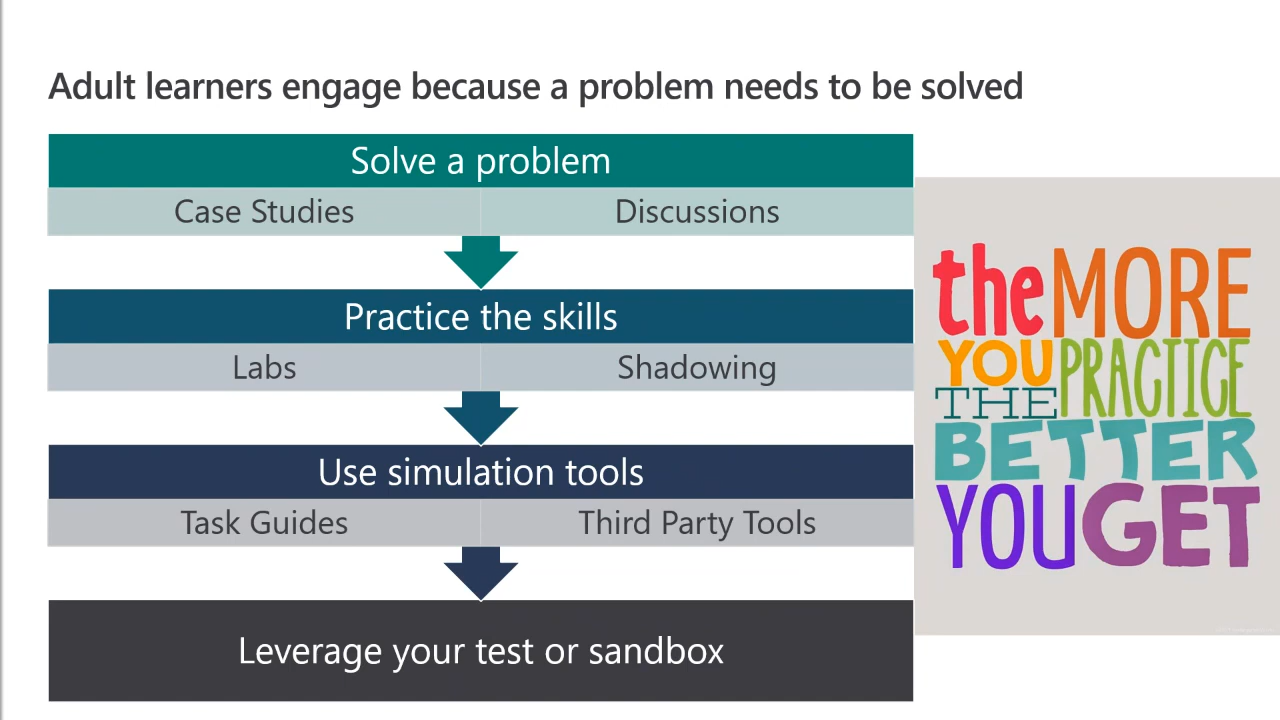 Adult learners engage because a problem needs to be solved
Solve a problem
Case Studies
Discussions
Practice the skills
Labs
Shadowing
Use simulation tools
Task Guides
Third Party Tools
Leverage your test or sandbox
the MORE
YOU PRACTICE
THE
BETTER
YOU GET